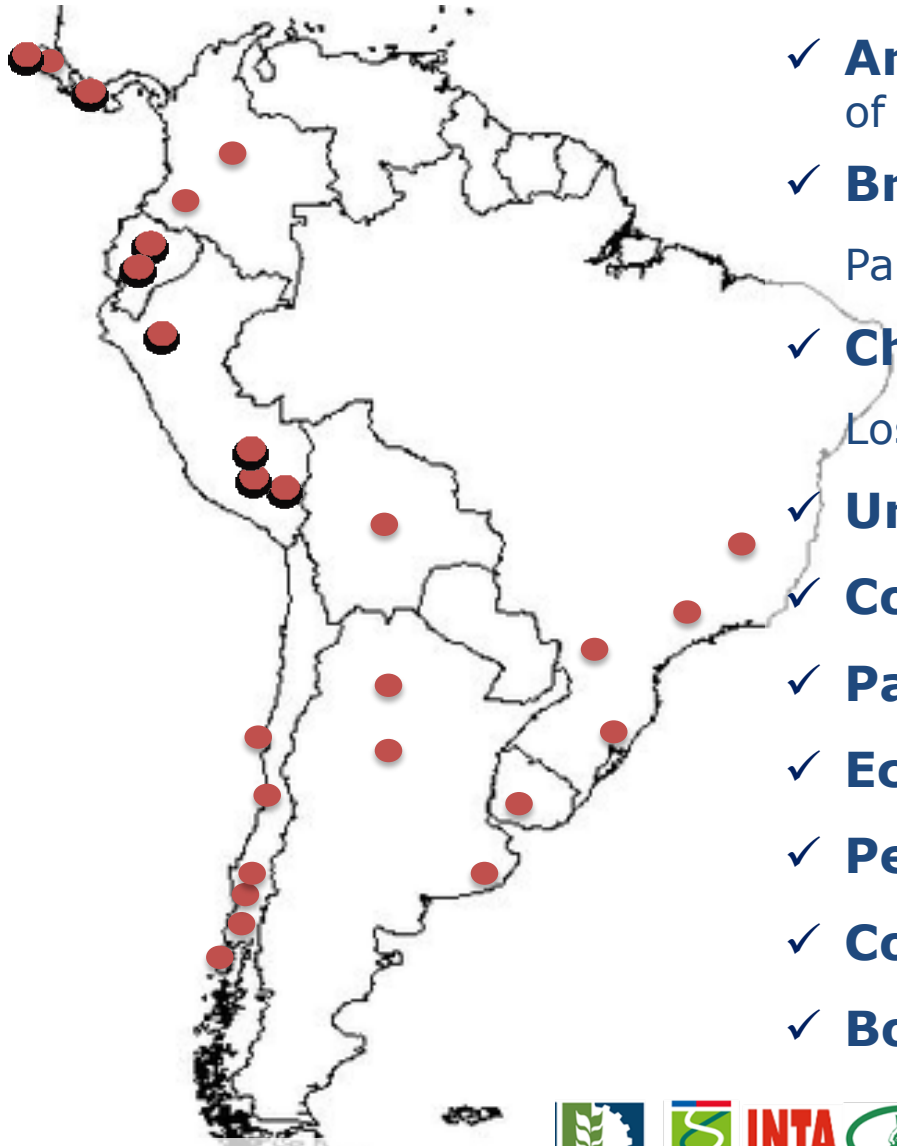 ✓ Ar
of
✓ Br
Pa
✓ Ch
Los
✓ Ur
✓ Co
✓ Pa
✓ Ec
✓ Pe
✓ Co
✓ Bo
INTA